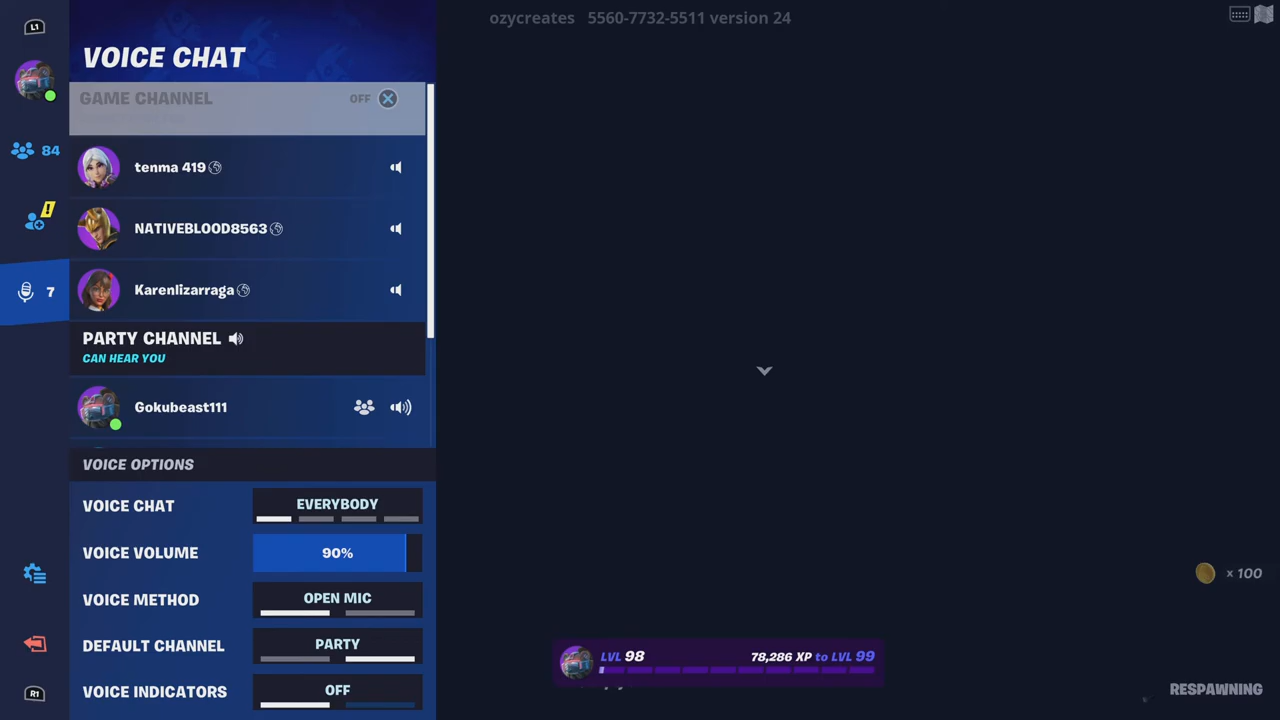 L1
ozycreates 5560-7732-5511 version 24
VOICE CHAT
GAME CHANNEL OFF
84
tenma 419
NATIVEBLOOD8563
7
Karenlizarraga
PARTY CHANNEL
CAN HEAR YOU
Gokubeast111
VOICE OPTIONS
VOICE CHAT EVERYBODY
VOICE VOLUME 90%
VOICE METHOD OPEN MIC
DEFAULT CHANNEL PARTY
VOICE INDICATORS OFF
R1
x 100
LVL 98 78,286 XP to LVL 99
RESPAWNING